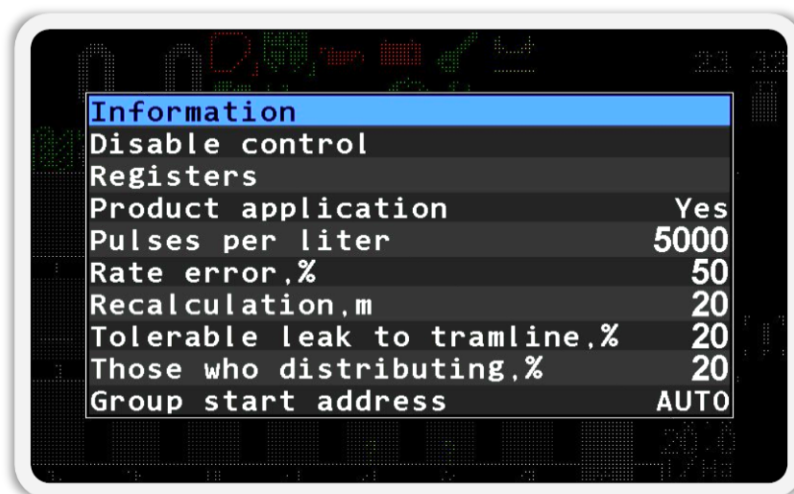 Information
Disable control
Registers
Product application Yes
Pulses per liter 5000
Rate error,% 50
Recalculation,m 20
Tolerable leak to tramline,% 20
Those who distributing,% 20
Group start address AUTO